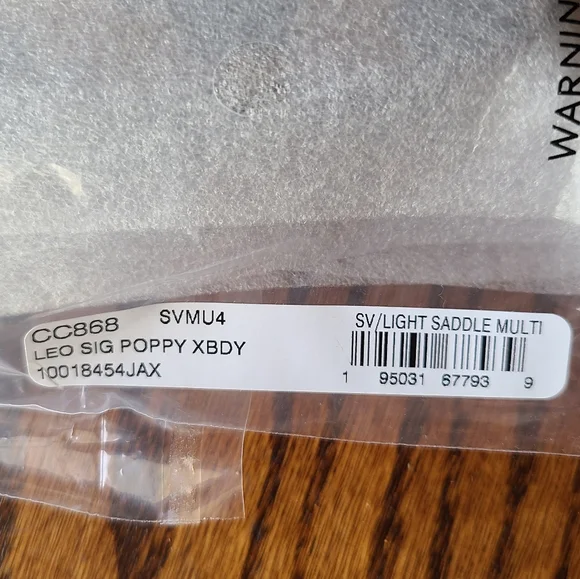 WARNIN
CC868 SVMU4
LEO SIG POPPY XBDY
10018454JAX
SV/LIGHT SADDLE MULTI
1 95031 67793 9